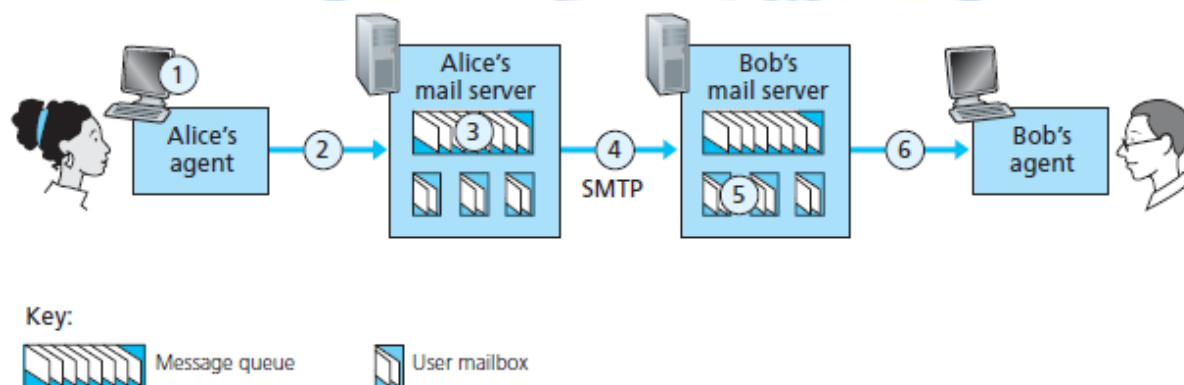 1
Alice's
agent
2
Alice's
mail server
3
4
SMTP
Bob's
mail server
5
6
Bob's
agent
Key:
Message queue
User mailbox